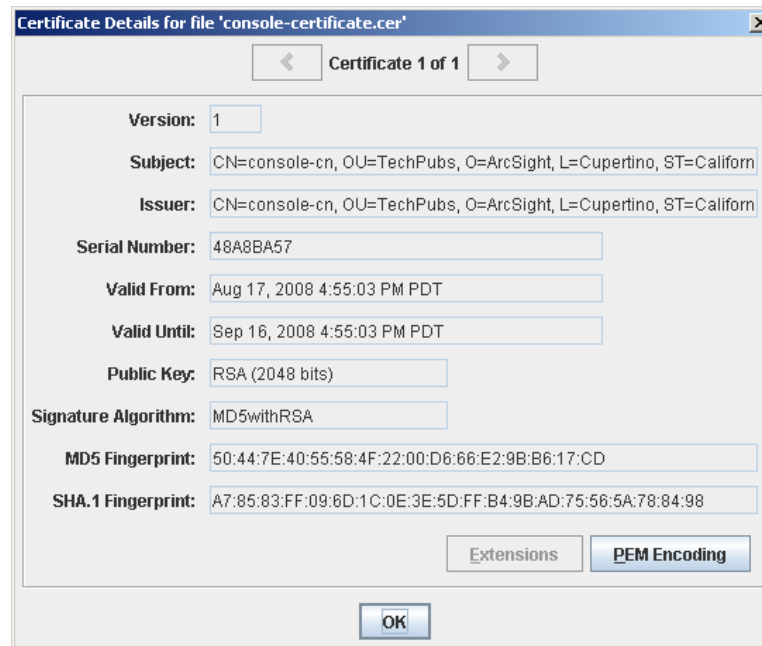 Certificate Details for file 'console-certificate.cer'
Certificate 1 of 1
Version: 1
Subject: CN=console-cn, OU=TechPubs, O=ArcSight, L=Cupertino, ST=Californ
Issuer: CN=console-cn, OU=TechPubs, O=ArcSight, L=Cupertino, ST=Californ
Serial Number: 48A8BA57
Valid From: Aug 17, 2008 4:55:03 PM PDT
Valid Until: Sep 16, 2008 4:55:03 PM PDT
Public Key: RSA (2048 bits)
Signature Algorithm: MD5withRSA
MD5 Fingerprint: 50:44:7E:40:55:58:4F:22:00:D6:66:E2:9B:B6:17:CD
SHA.1 Fingerprint: A7:85:83:FF:09:6D:1C:0E:3E:5D:FF:B4:9B:AD:75:56:5A:78:84:98
Extensions PEM Encoding
OK